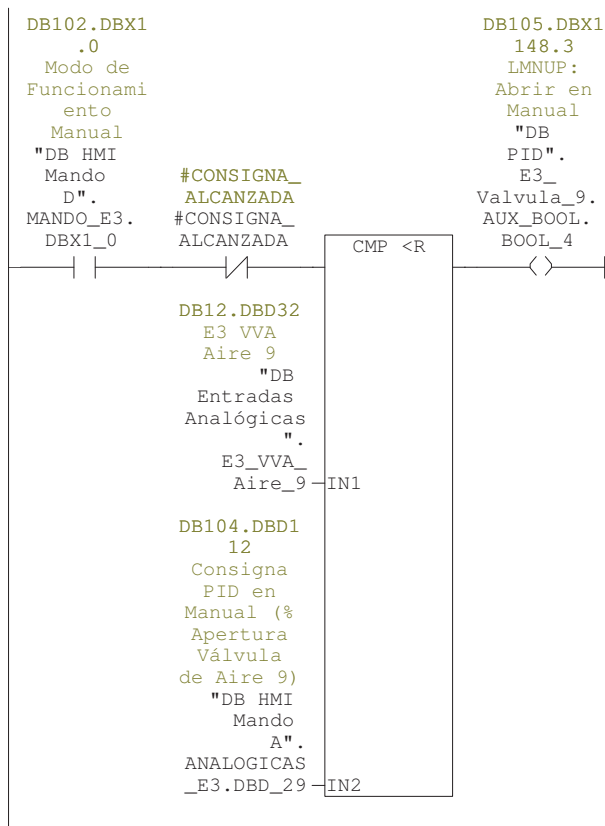 DB102.DBX1
.0
Modo de
Funcionami
ento
Manual
"DB HMI
Mando
D".
MANDO_E3.
DBX1_0
#CONSIGNA_
ALCANZADA
#CONSIGNA_
ALCANZADA
CMP <R
DB105.DBX1
148.3
LMNUP:
Abrir en
Manual
"DB
PID".
E3_
Valvula_9.
AUX_BOOL.
BOOL_4
DB12.DBD32
E3 VVA
Aire 9
"DB
Entradas
Analógicas
".
E3_VVA_
Aire_9
IN1
DB104.DBD1
12
Consigna
PID en
Manual (%
Apertura
Válvula
de Aire 9)
"DB HMI
Mando
A".
ANALOGICAS
_E3.DBD_29
IN2